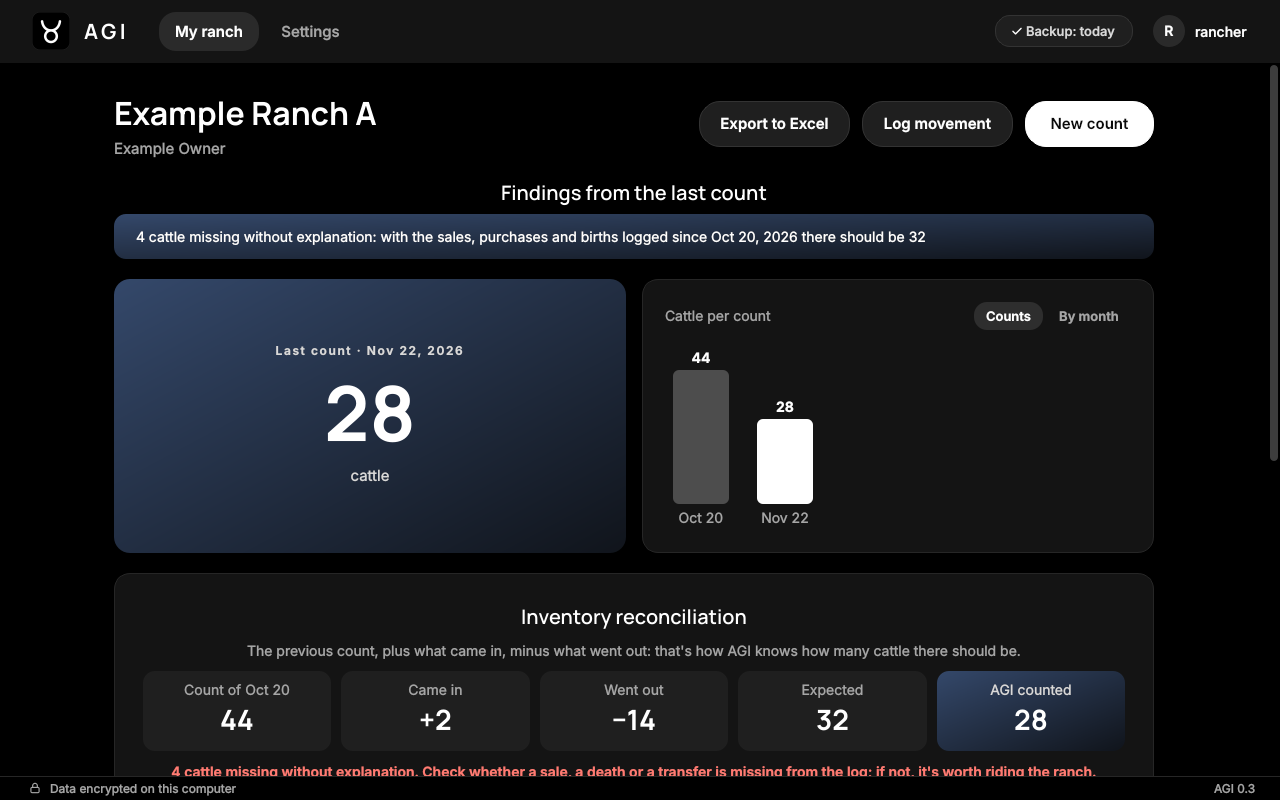 AGI
My ranch
Settings
✓ Backup: today
R
rancher
Example Ranch A
Example Owner
Export to Excel
Log movement
New count
Findings from the last count
4 cattle missing without explanation: with the sales, purchases and births logged since Oct 20, 2026 there should be 32
Last count · Nov 22, 2026
28
cattle
Cattle per count
Counts
By month
44
28
Oct 20
Nov 22
Inventory reconciliation
The previous count, plus what came in, minus what went out: that's how AGI knows how many cattle there should be.
Count of Oct 20
44
Came in
+2
Went out
−14
Expected
32
AGI counted
28
4 cattle missing without explanation. Check whether a sale, a death or a transfer is missing from the log; if not, it's worth riding the ranch.
Data encrypted on this computer
AGI 0.3